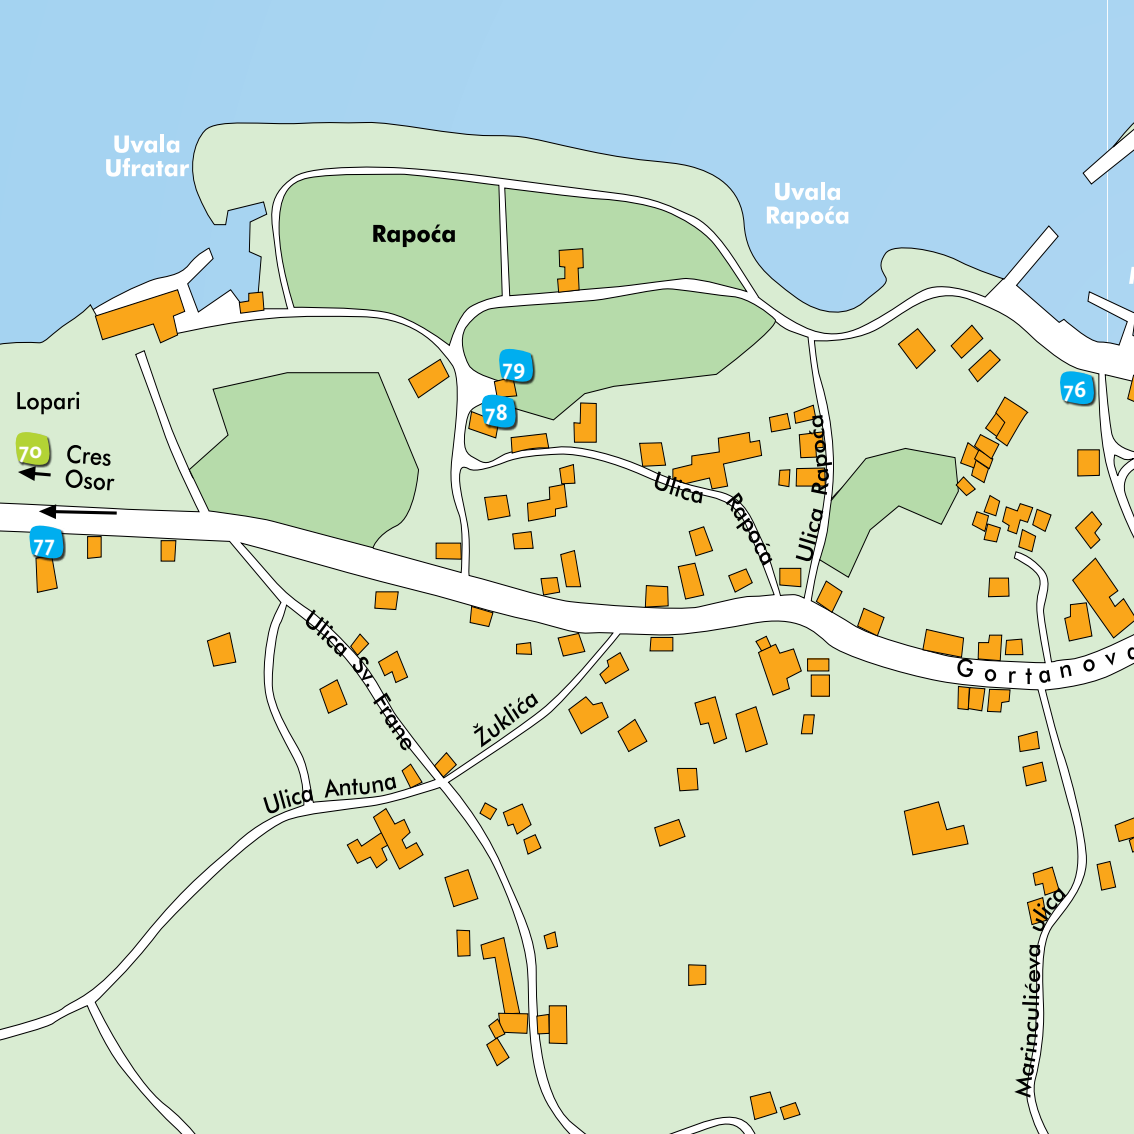 Uvala
Ufratar
Uvala
Rapoća
Rapoća
79
76
78
Lopari
70
Cres
Osor
Ulica Rapoća
Ulica Rapoća
77
Ulica Sv. Frane
Gortanova
Žuklića
Ulica Antuna
Marinculićeva ulica